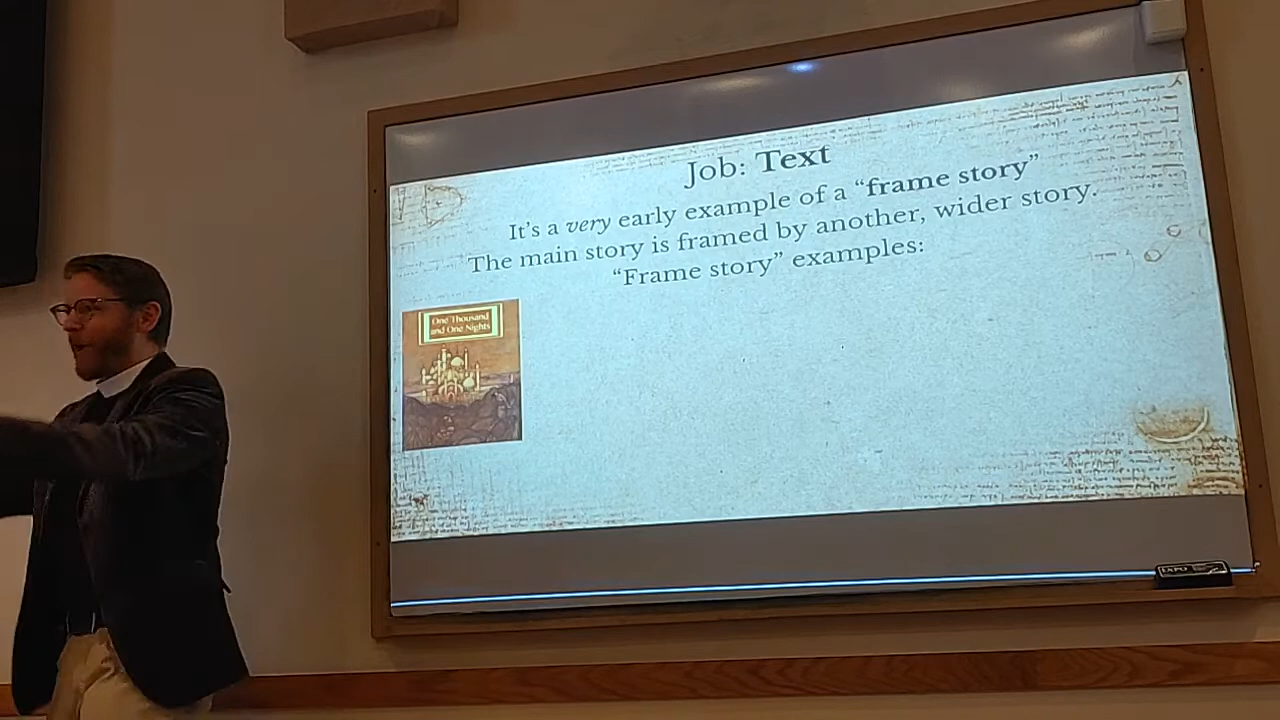 Job: Text
It's a very early example of a “frame story”
The main story is framed by another, wider story.
“Frame story” examples:
One Thousand
and One Nights
EXPO